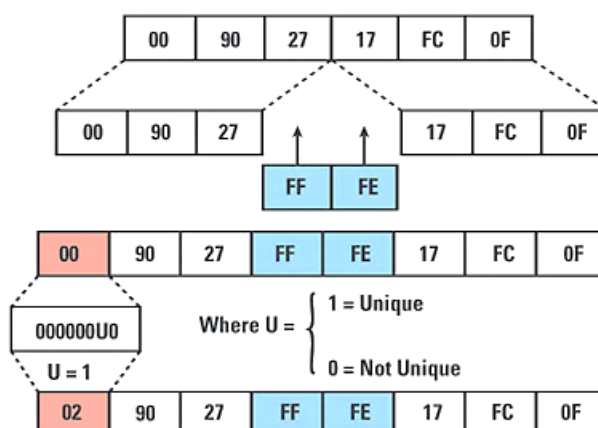 00 90 27 17 FC 0F
00 90 27 17 FC 0F
FF FE
00 90 27 FF FE 17 FC 0F
1 = Unique
000000U0 Where U =
U = 1 0 = Not Unique
02 90 27 FF FE 17 FC 0F